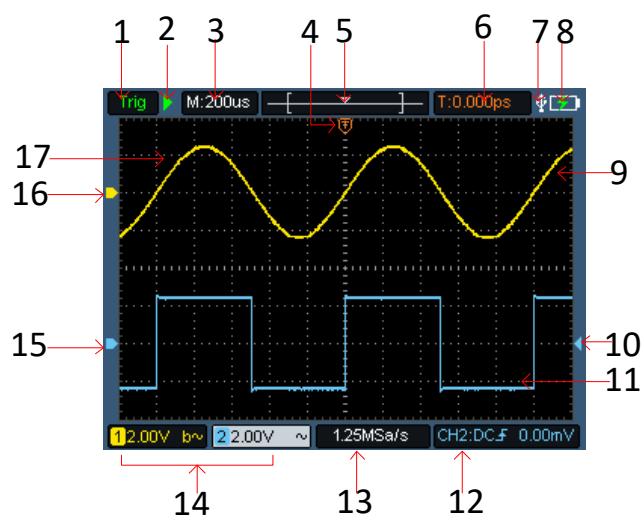 1 2 3 4 5 6 7 8
Trig M:200us [ ] T:0.000ps
T
17
16
9
15
10
11
1 2.00V b~ 2 2.00V ~ 1.25MSa/s CH2:DC 0.00mV
14 13 12